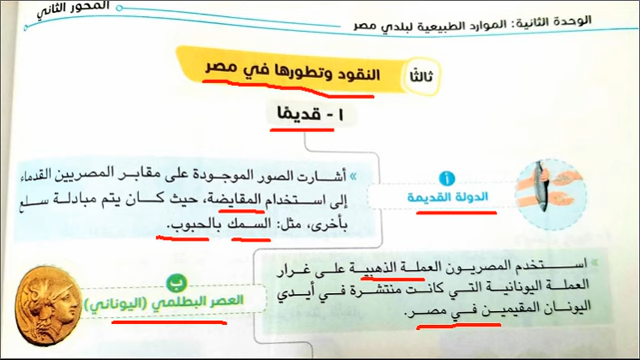 المحور الثاني
الوحدة الثانية: الموارد الطبيعية لبلدي مصر
ثالثًا
النقود وتطورها في مصر
١- قديمًا
أ
الدولة القديمة
» أشارت الصور الموجودة على مقابر المصريين القدماء
إلى استخدام المقايضة، حيث كان يتم مبادلة سلع
بأخرى، مثل: السمك بالحبوب.
ب
العصر البطلمي (اليوناني)
» استخدم المصريون العملة الذهبية على غرار
العملة اليونانية التي كانت منتشرة في أيدي
اليونان المقيمين في مصر.